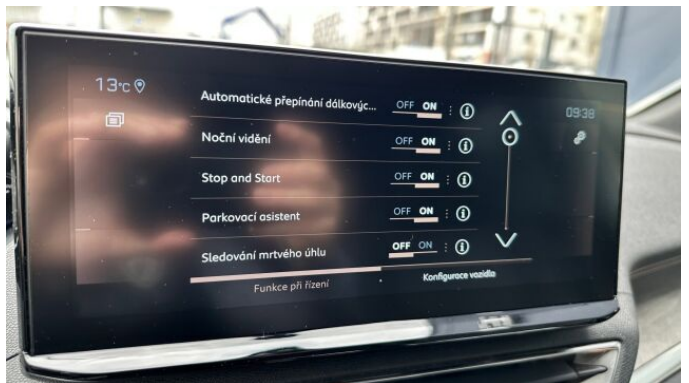 13°C
09:38
Automatické přepínání dálkovýc... OFF ON
Noční vidění OFF ON
Stop and Start OFF ON
Parkovací asistent OFF ON
Sledování mrtvého úhlu OFF ON
Funkce při řízení
Konfigurace vozidla